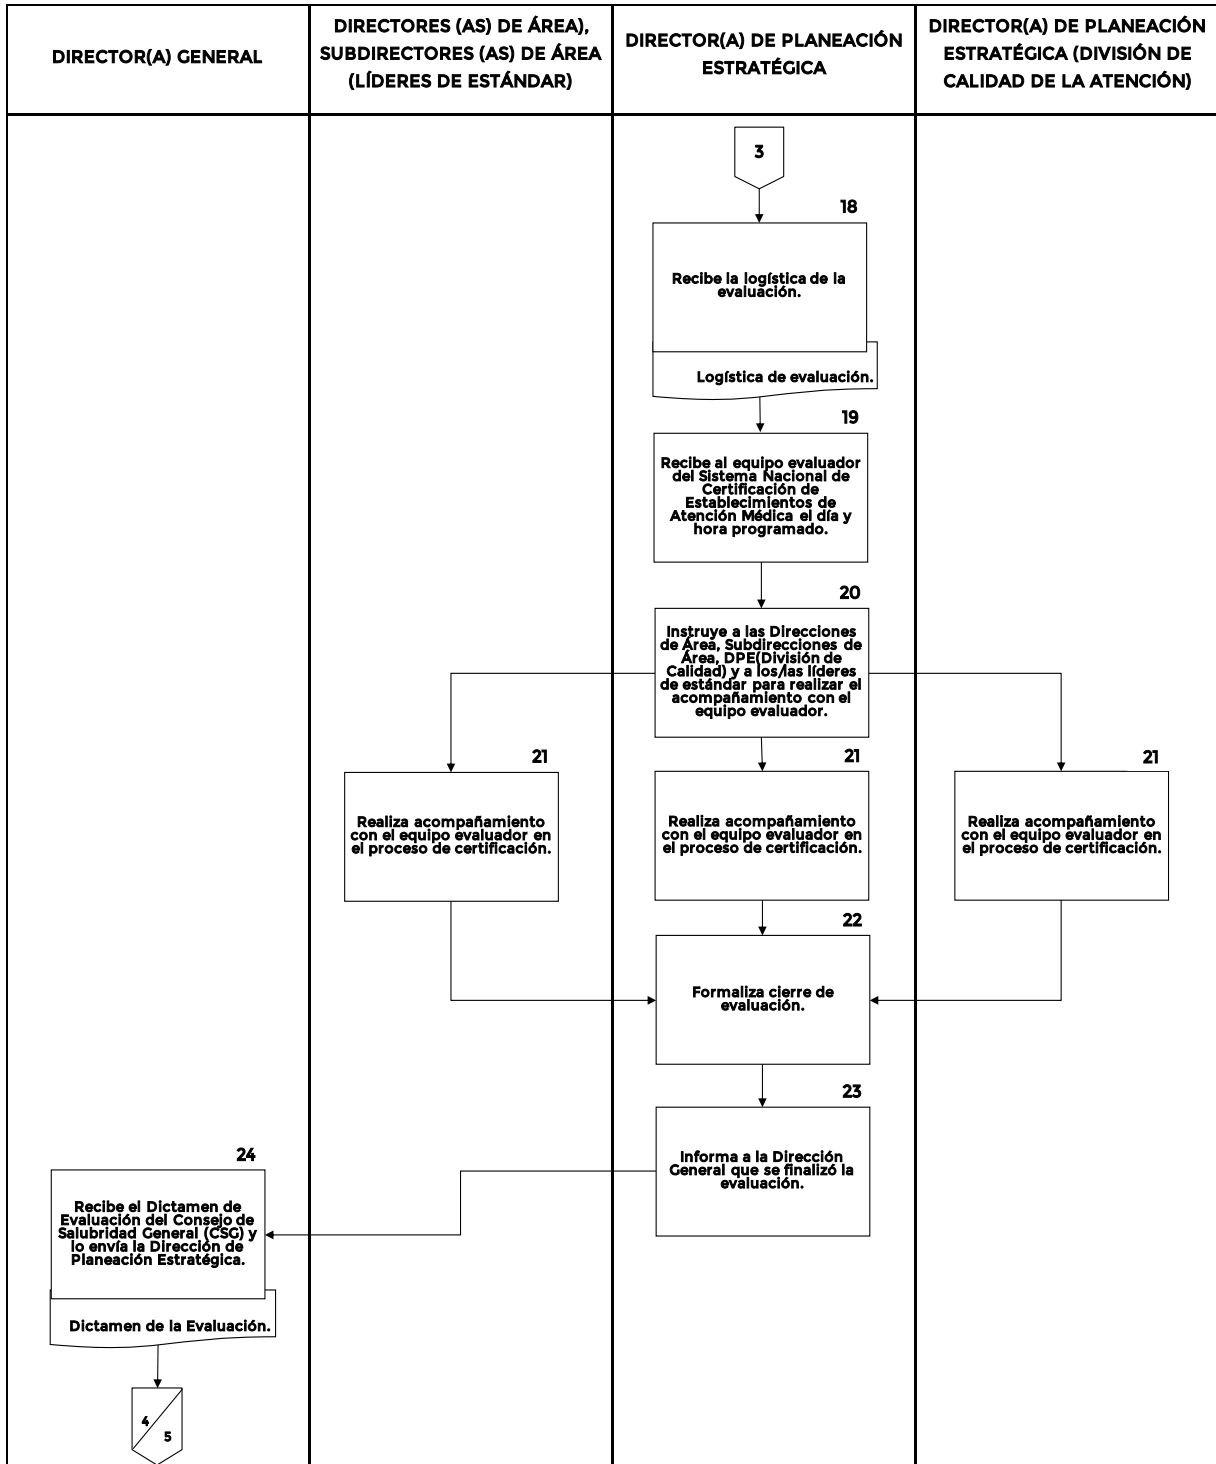 DIRECTOR(A) GENERAL
DIRECTORES (AS) DE ÁREA),
SUBDIRECTORES (AS) DE ÁREA
(LÍDERES DE ESTÁNDAR)
DIRECTOR(A) DE PLANEACIÓN
ESTRATÉGICA
DIRECTOR(A) DE PLANEACIÓN
ESTRATÉGICA (DIVISIÓN DE
CALIDAD DE LA ATENCIÓN)
3
18
Recibe la logística de la
evaluación.
Logística de evaluación.
19
Recibe al equipo evaluador
del Sistema Nacional de
Certificación de
Establecimientos de
Atención Médica el día y
hora programado.
20
Instruye a las Direcciones
de Área, Subdirecciones de
Área, DPE(División de
Calidad) y a los/las líderes
de estándar para realizar el
acompañamiento con el
equipo evaluador.
21
Realiza acompañamiento
con el equipo evaluador en
el proceso de certificación.
21
Realiza acompañamiento
con el equipo evaluador en
el proceso de certificación.
21
Realiza acompañamiento
con el equipo evaluador en
el proceso de certificación.
22
Formaliza cierre de
evaluación.
23
Informa a la Dirección
General que se finalizó la
evaluación.
24
Recibe el Dictamen de
Evaluación del Consejo de
Salubridad General (CSG) y
lo envía la Dirección de
Planeación Estratégica.
Dictamen de la Evaluación.
4
5